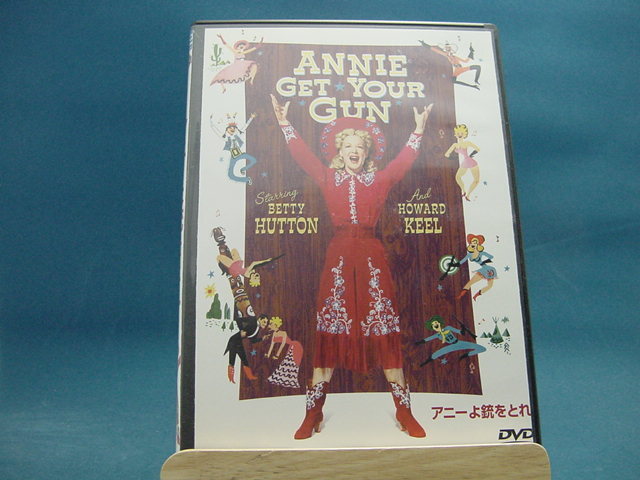 ANNIE
GET YOUR
GUN
Starring
BETTY
HUTTON
And
HOWARD
KEEL
アニーよ銃をとれ
DVD